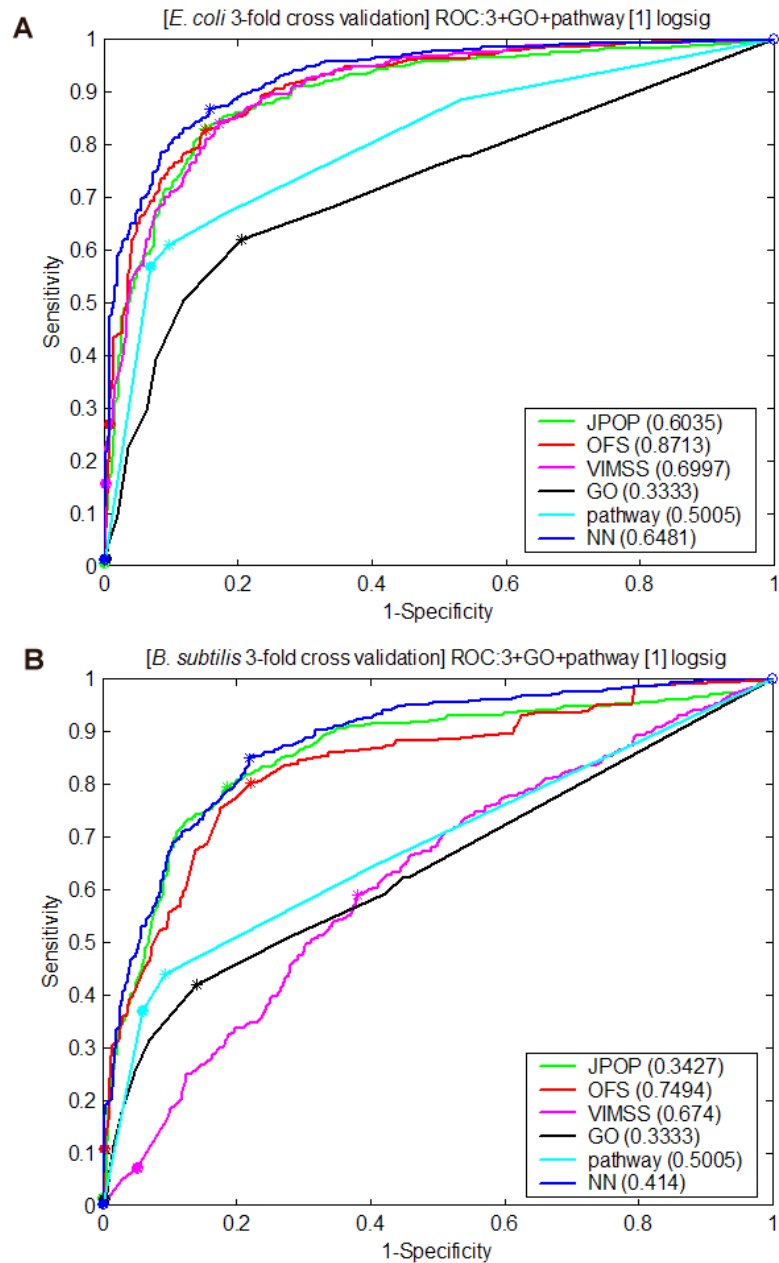 A
[E. coli 3-fold cross validation] ROC:3+GO+pathway [1] logsig
1
0.9
0.8
0.7
0.6
0.5
0.4
0.3
0.2
0.1
0
Sensitivity
JPOP (0.6035)
OFS (0.8713)
VIMSS (0.6997)
GO (0.3333)
pathway (0.5005)
NN (0.6481)
0 0.2 0.4 0.6 0.8 1
1-Specificity
B
[B. subtilis 3-fold cross validation] ROC:3+GO+pathway [1] logsig
1
0.9
0.8
0.7
0.6
0.5
0.4
0.3
0.2
0.1
0
Sensitivity
JPOP (0.3427)
OFS (0.7494)
VIMSS (0.674)
GO (0.3333)
pathway (0.5005)
NN (0.414)
0 0.2 0.4 0.6 0.8 1
1-Specificity